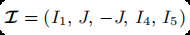 𝓘 = (I₁, J, −J, I₄, I₅)